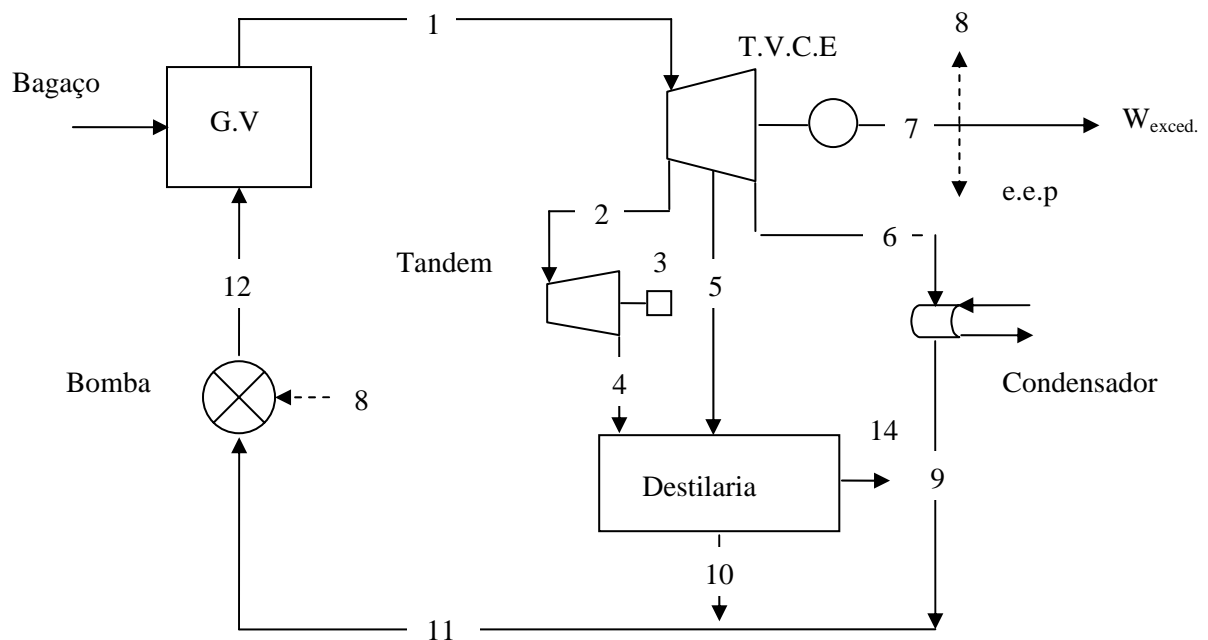 1
8
T.V.C.E
Bagaço
G.V
7
W exced.
e.e.p
2
6
Tandem
3
5
12
Bomba
8
4
Condensador
14
Destilaria
9
10
11